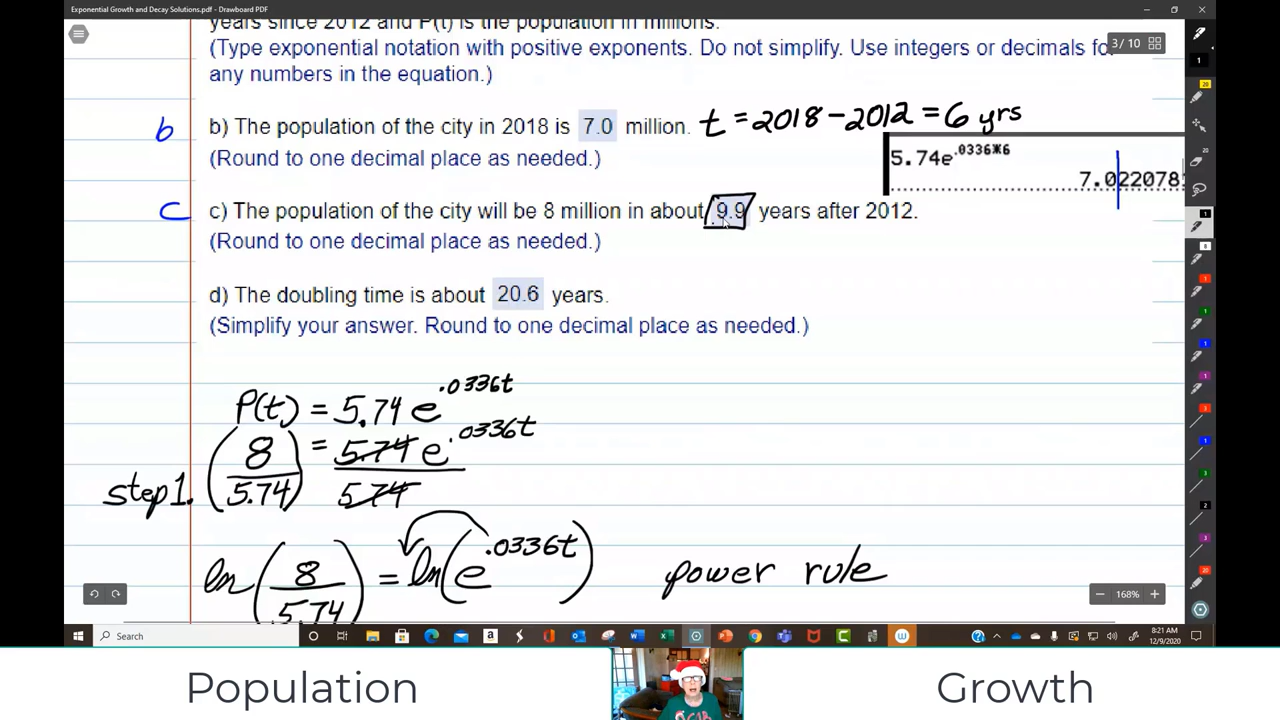 Exponential Growth and Decay Solutions.pdf - Drawboard PDF
years since 2012 and P(t) is the population in millions.
(Type exponential notation with positive exponents. Do not simplify. Use integers or decimals for
any numbers in the equation.)
3 / 10
b b) The population of the city in 2018 is 7.0 million. t = 2018 - 2012 = 6 yrs
(Round to one decimal place as needed.)
5.74e^.0336*6
7.022078
c c) The population of the city will be 8 million in about 9.9 years after 2012.
(Round to one decimal place as needed.)
d) The doubling time is about 20.6 years.
(Simplify your answer. Round to one decimal place as needed.)
P(t) = 5.74 e^.0336t
step 1. (8/5.74) = 5.74 e^.0336t / 5.74
ln(8/5.74) = ln(e^.0336t) power rule
168%
Search
8:21 AM
12/9/2020
Population
Growth